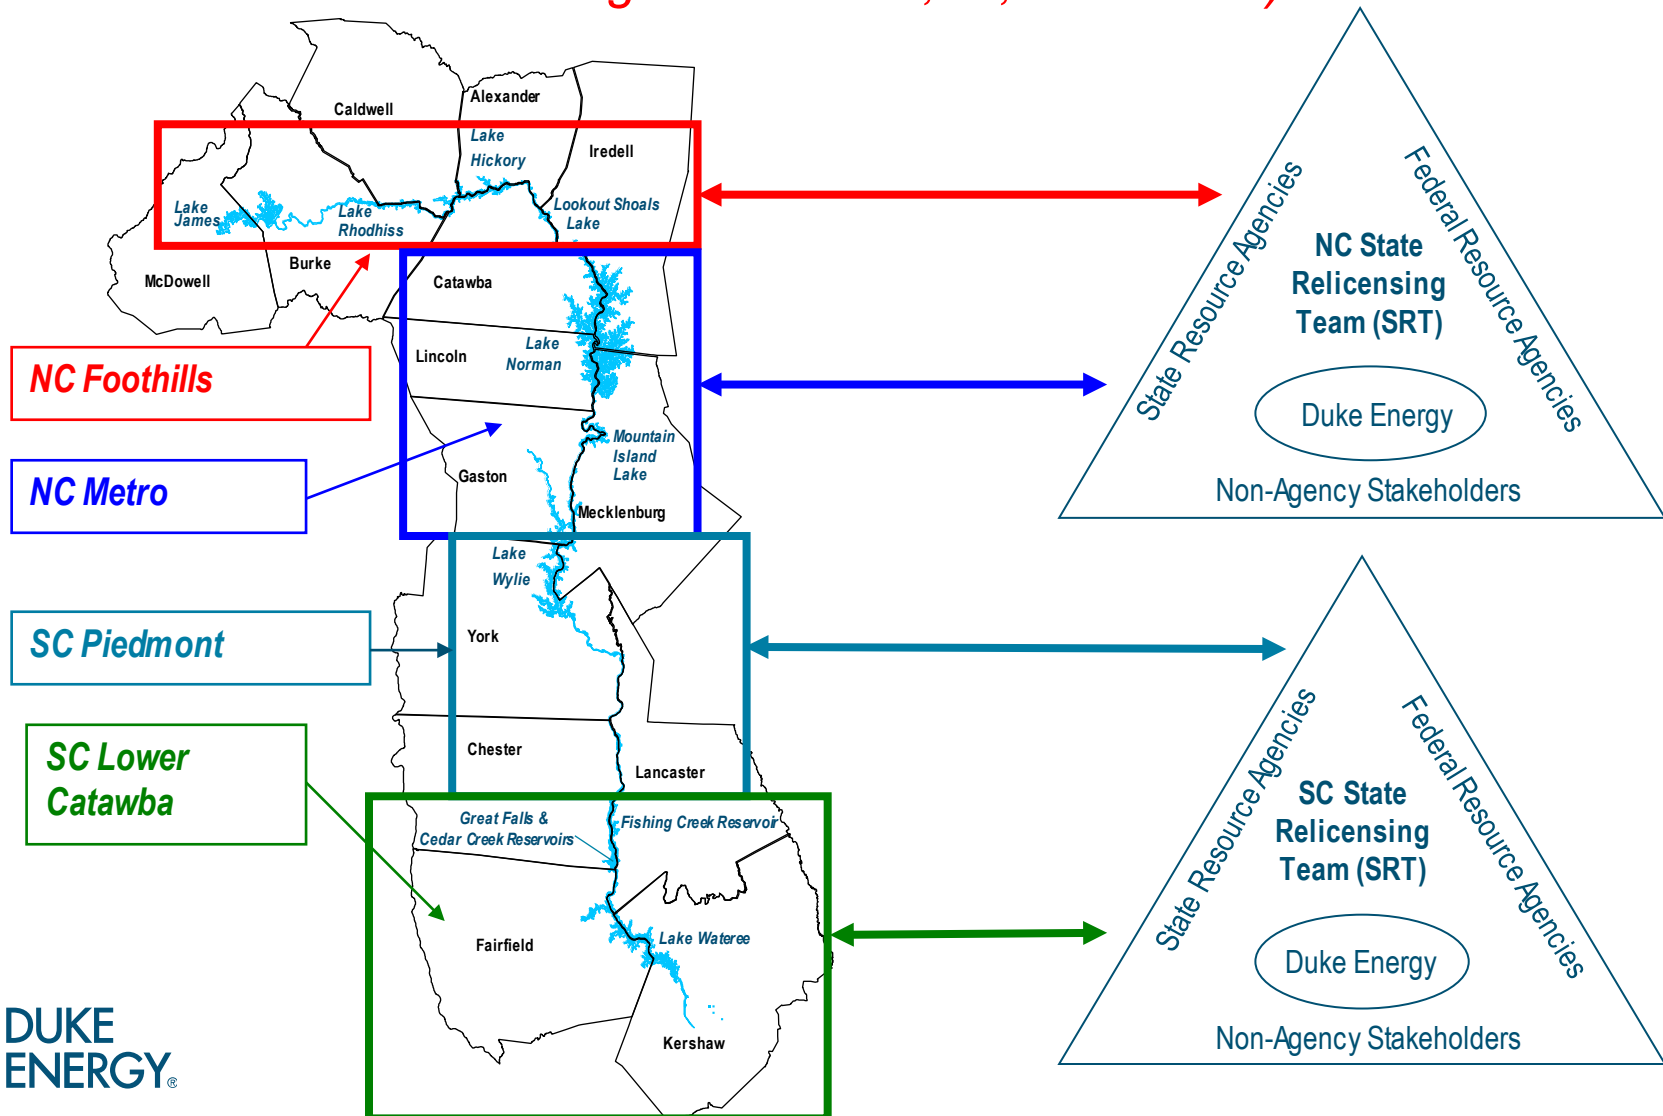 Caldwell
Alexander
Lake
Hickory
Iredell
Lake
James
Lake
Rhodhiss
Lookout Shoals
Lake
McDowell
Burke
Catawba
NC Foothills
Lincoln
Lake
Norman
NC Metro
Gaston
Mountain
Island
Lake
Mecklenburg
Lake
Wylie
SC Piedmont
York
SC Lower
Catawba
Chester
Lancaster
Great Falls &
Cedar Creek Reservoirs
Fishing Creek Reservoir
Fairfield
Lake Wateree
Kershaw
State Resource Agencies
Federal Resource Agencies
NC State
Relicensing
Team (SRT)
Duke Energy
Non-Agency Stakeholders
State Resource Agencies
Federal Resource Agencies
SC State
Relicensing
Team (SRT)
Duke Energy
Non-Agency Stakeholders
DUKE
ENERGY®